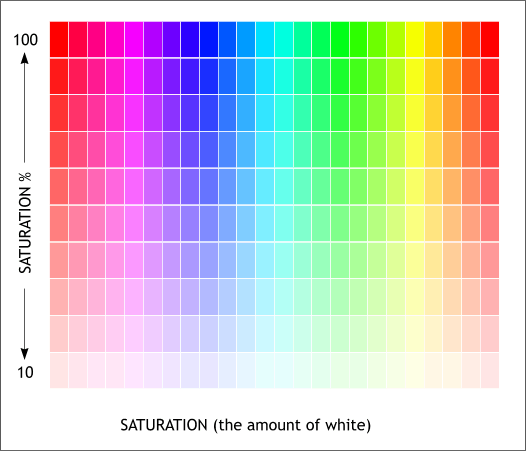 100
SATURATION %
10
SATURATION (the amount of white)